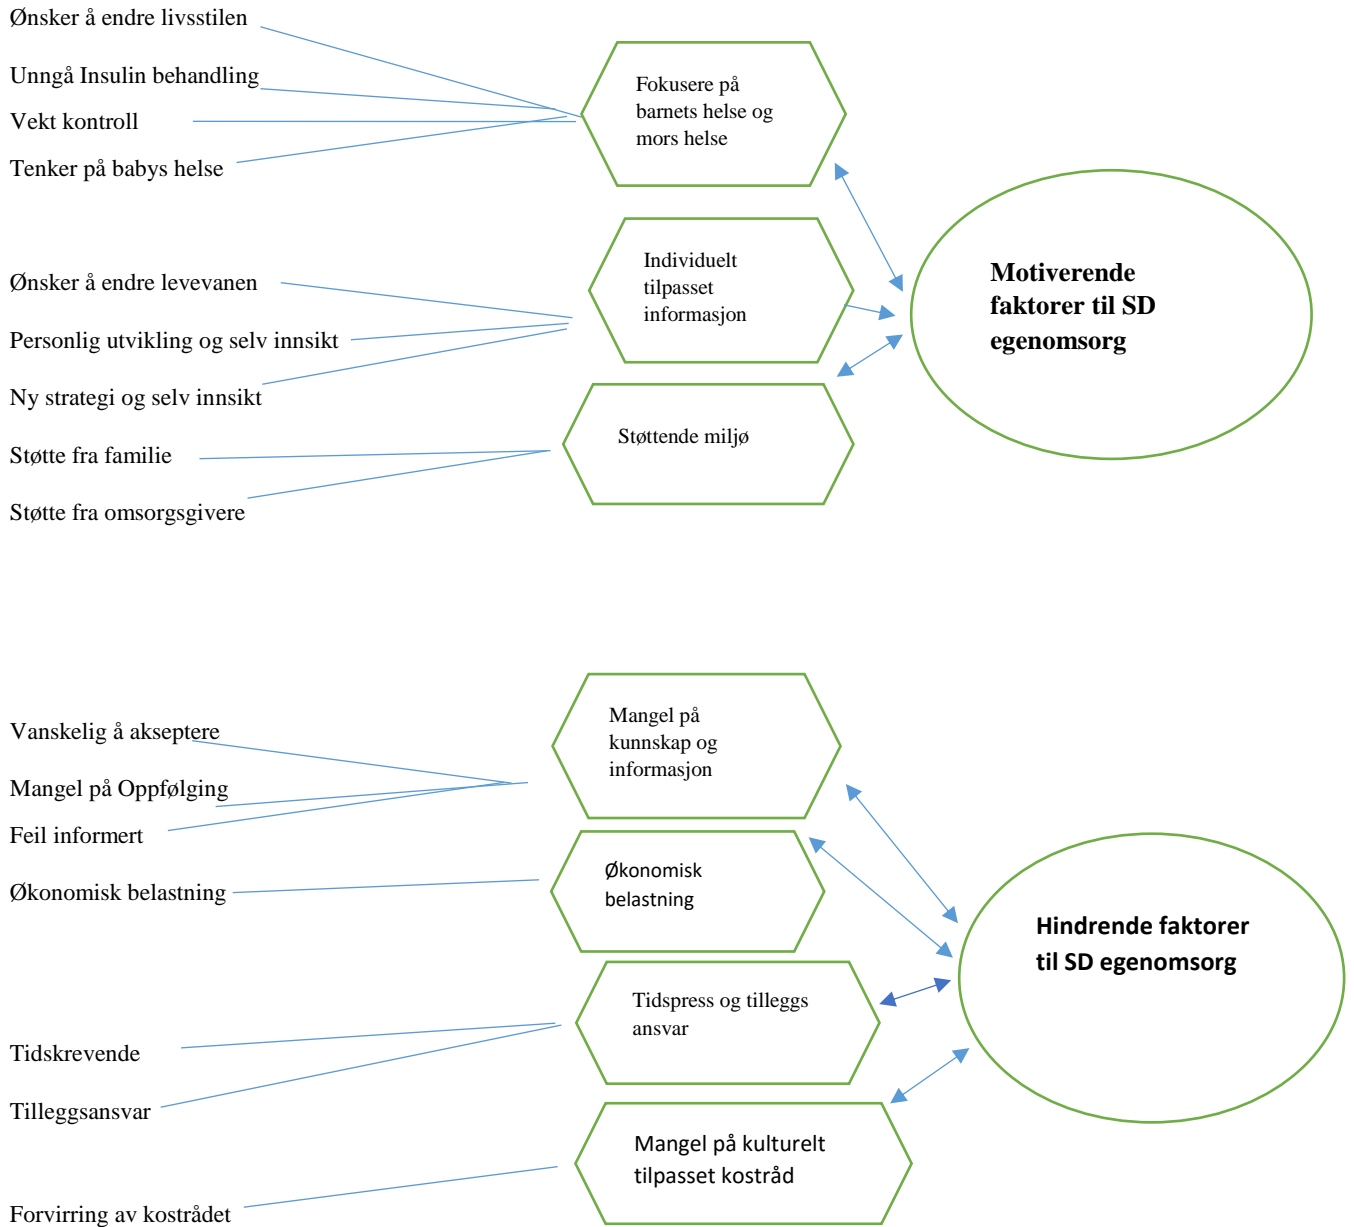 Ønsker å endre livsstilen
Unngå Insulin behandling
Vekt kontroll
Tenker på babys helse
Fokusere på
barnets helse og
mors helse
Ønsker å endre levevanen
Personlig utvikling og selv innsikt
Ny strategi og selv innsikt
Individuelt
tilpasset
informasjon
Støtte fra familie
Støtte fra omsorgsgivere
Støttende miljø
Motiverende
faktorer til SD
egenomsorg
Vanskelig å akseptere
Mangel på Oppfølging
Feil informert
Mangel på
kunnskap og
informasjon
Økonomisk belastning
Økonomisk
belastning
Tidskrevende
Tilleggsansvar
Tidspress og tilleggs
ansvar
Forvirring av kostrådet
Mangel på kulturelt
tilpasset kostråd
Hindrende faktorer
til SD egenomsorg